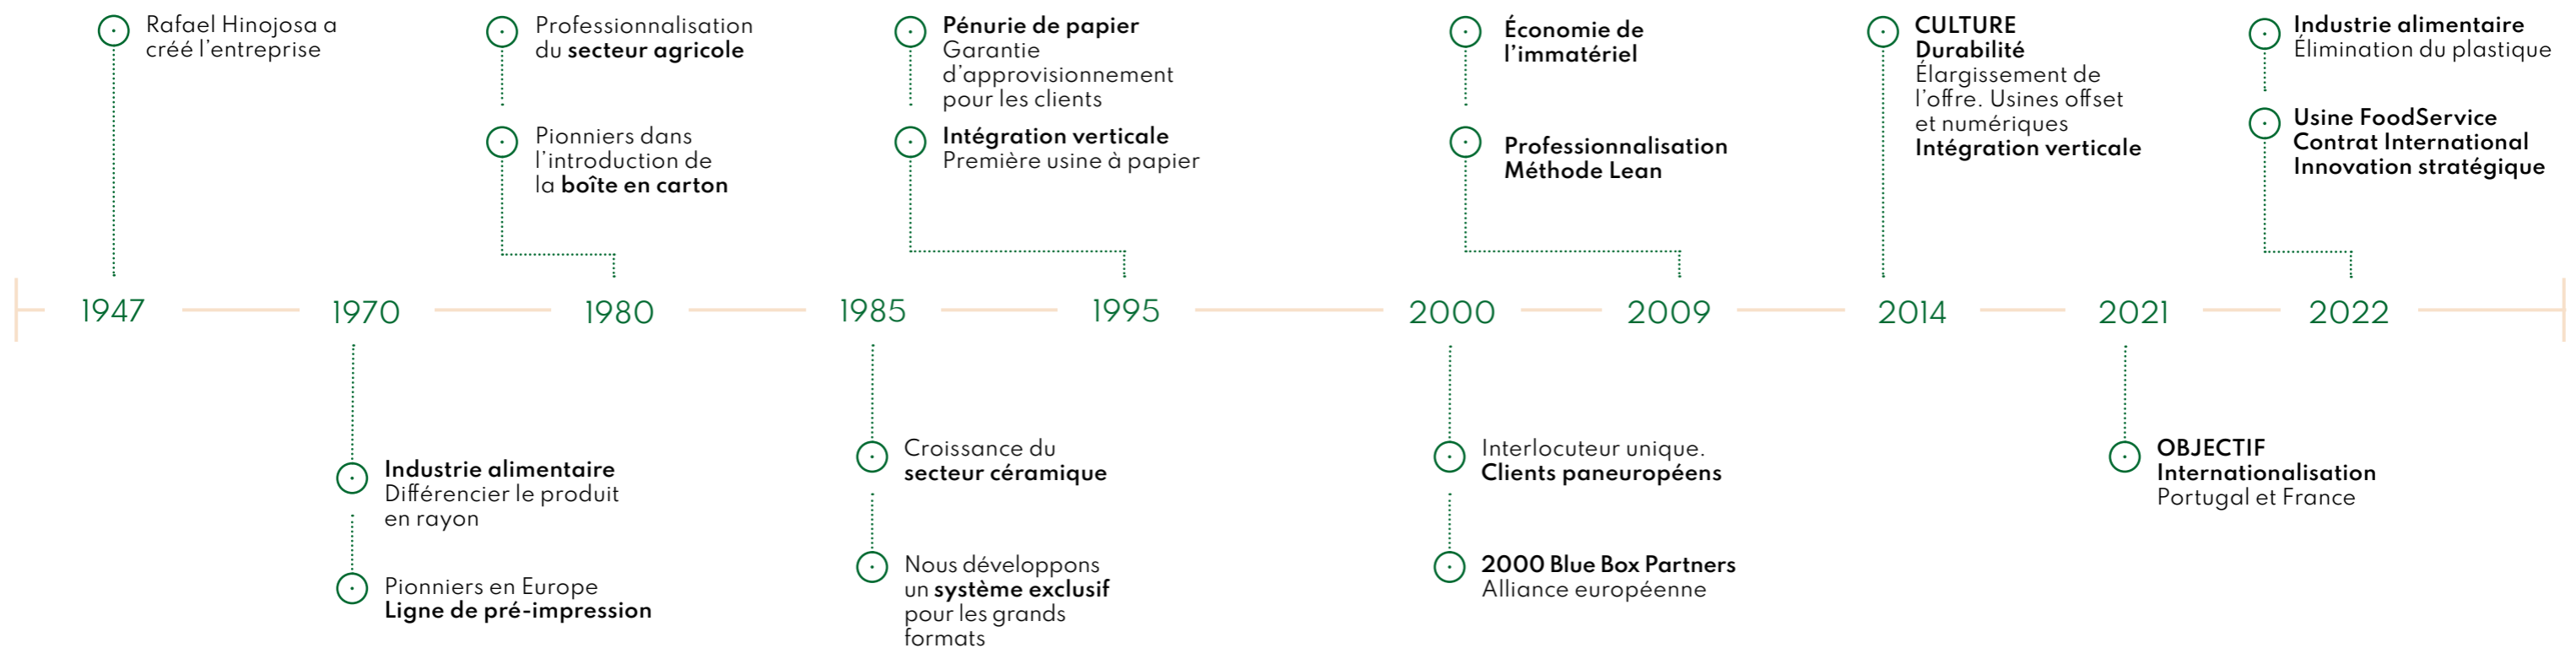 Rafael Hinojosa a
créé l'entreprise
Professionnalisation
du secteur agricole
Pionniers dans
l'introduction de
la boîte en carton
Pénurie de papier
Garantie
d'approvisionnement
pour les clients
Intégration verticale
Première usine à papier
Économie de
l'immatériel
Professionnalisation
Méthode Lean
CULTURE
Durabilité
Élargissement de
l'offre. Usines offset
et numériques
Intégration verticale
Industrie alimentaire
Élimination du plastique
Usine FoodService
Contrat International
Innovation stratégique
1947
1970
1980
1985
1995
2000
2009
2014
2021
2022
Industrie alimentaire
Différencier le produit
en rayon
Pionniers en Europe
Ligne de pré-impression
Croissance du
secteur céramique
Nous développons
un système exclusif
pour les grands
formats
Interlocuteur unique.
Clients paneuropéens
2000 Blue Box Partners
Alliance européenne
OBJECTIF
Internationalisation
Portugal et France